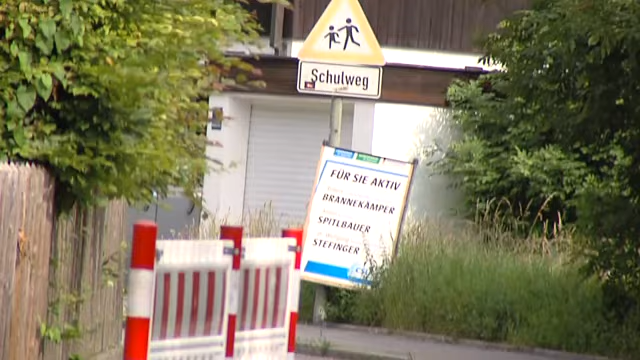 Schulweg
FÜR SIE AKTIV
BRANNEKÄMPER
SPITLBAUER
STEFINGER